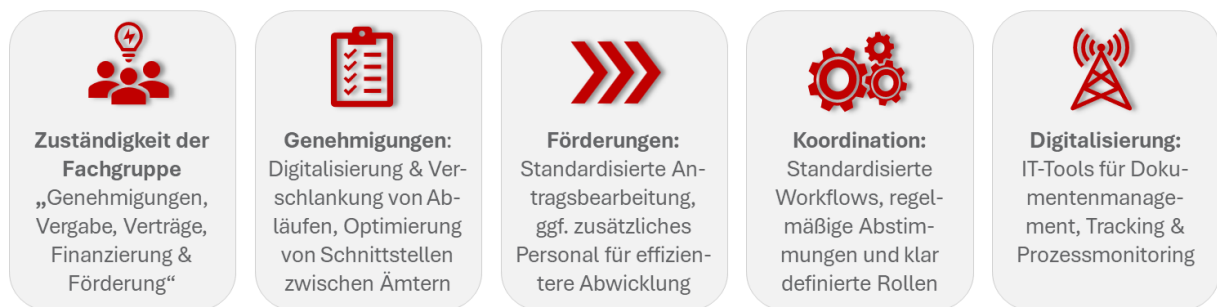 Zuständigkeit der
Fachgruppe
„Genehmigungen,
Vergabe, Verträge,
Finanzierung &
Förderung“
Genehmigungen:
Digitalisierung & Ver-
schlankung von Ab-
läufen, Optimierung
von Schnittstellen
zwischen Ämtern
Förderungen:
Standardisierte An-
tragsbearbeitung,
ggf. zusätzliches
Personal für effizien-
tere Abwicklung
Koordination:
Standardisierte
Workflows, regel-
mäßige Abstim-
mungen und klar
definierte Rollen
Digitalisierung:
IT-Tools für Doku-
mentenmanage-
ment, Tracking &
Prozessmonitoring